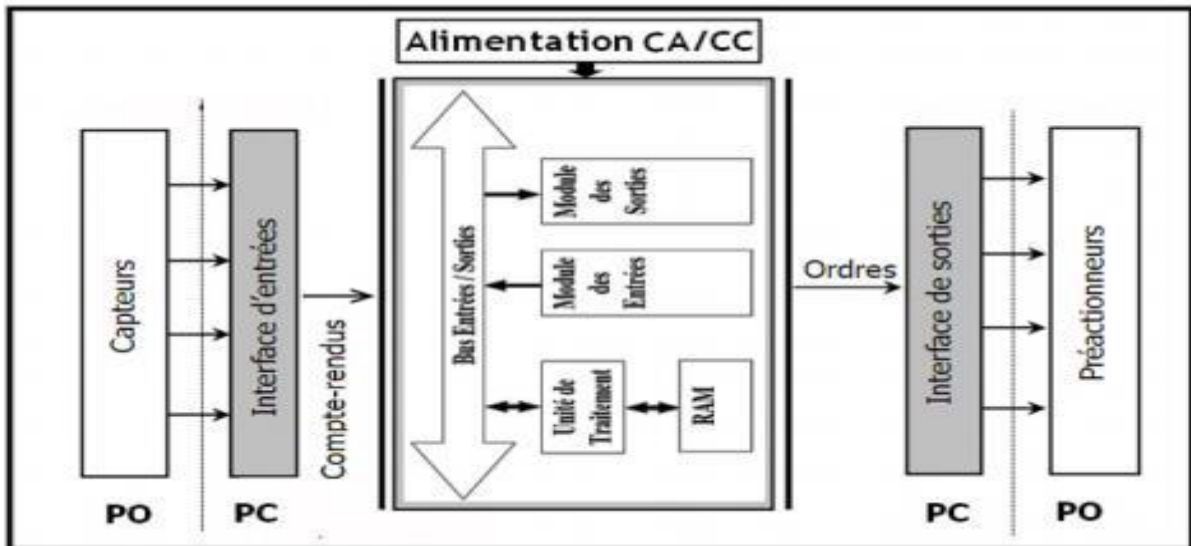 Alimentation CA/CC
Capteurs
Interface d'entrées
Compte-rendus
Bus Entrées / Sorties
Module
des
Sorties
Module
des
Entrées
Unité de
Traitement
RAM
Ordres
Interface de sorties
Préactionneurs
PO
PC
PC
PO